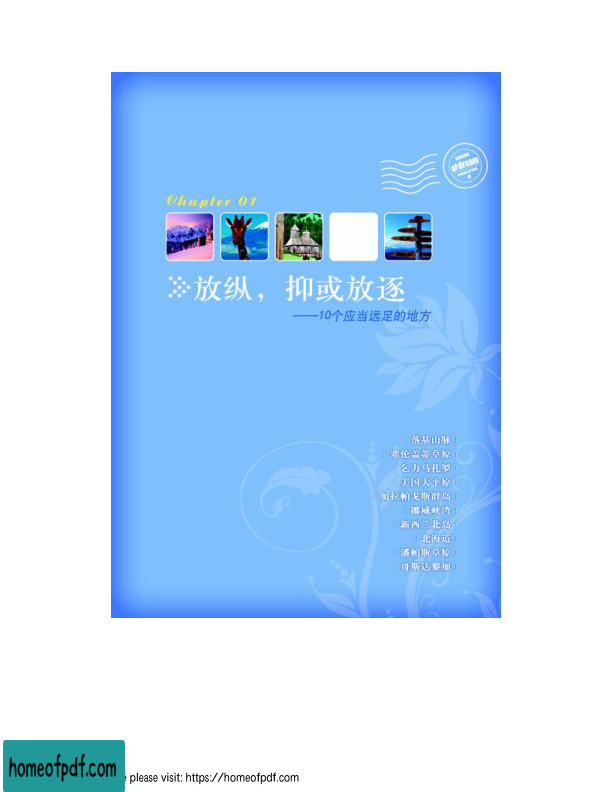 of dream
Chapter 01
放纵，抑或放逐
——10个应当远足的地方
[落基山脉]
[塞伦盖蒂草原]
[乞力马扎罗]
[美国大平原]
[加拉帕戈斯群岛]
[挪威峡湾]
[新西兰北岛]
[北海道]
[潘帕斯草原]
[哥斯达黎加]
homeofpdf.com
please visit: https://homeofpdf.com